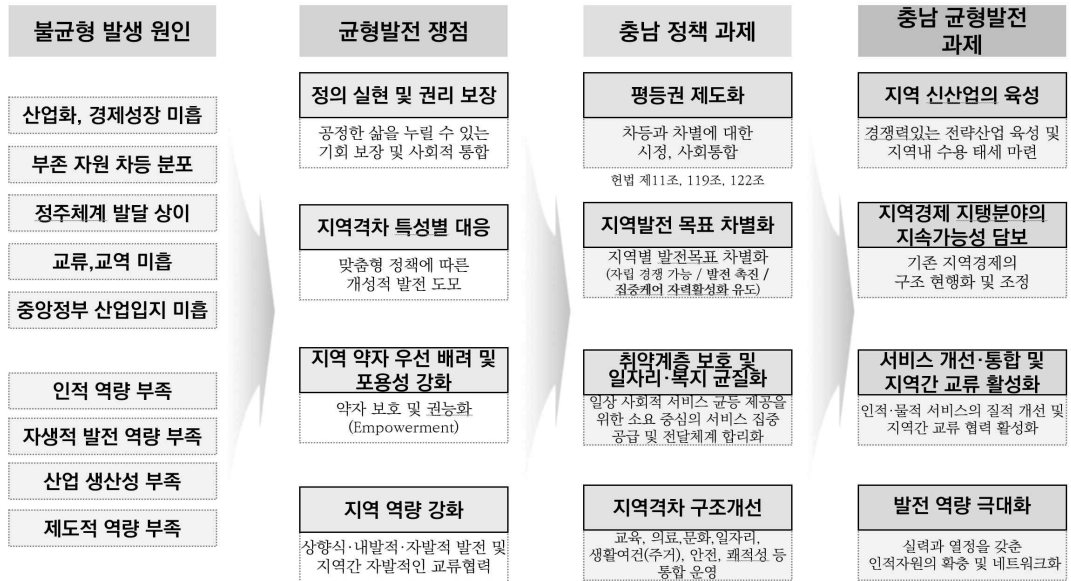 불균형 발생 원인
산업화, 경제성장 미흡
부존 자원 차등 분포
정주체계 발달 상이
교류,교역 미흡
중앙정부 산업입지 미흡
인적 역량 부족
자생적 발전 역량 부족
산업 생산성 부족
제도적 역량 부족
균형발전 쟁점
정의 실현 및 권리 보장
공정한 삶을 누릴 수 있는
기회 보장 및 사회적 통합
지역격차 특성별 대응
맞춤형 정책에 따른
개성적 발전 도모
지역 약자 우선 배려 및
포용성 강화
약자 보호 및 권능화
(Empowerment)
지역 역량 강화
상향식·내발적·자발적 발전 및
지역간 자발적인 교류협력
충남 정책 과제
평등권 제도화
차등과 차별에 대한
시정, 사회통합
헌법 제11조, 119조, 122조
지역발전 목표 차별화
지역별 발전목표 차별화
(자립 경쟁 가능 / 발전 촉진 /
집중케어 자력활성화 유도)
취약계층 보호 및
일자리·복지 균질화
일상 사회적 서비스 균등 제공을
위한 소요 중심의 서비스 집중
공급 및 전달체계 합리화
지역격차 구조개선
교육, 의료,문화,일자리,
생활여건(주거), 안전, 쾌적성 등
통합 운영
충남 균형발전
과제
지역 신산업의 육성
경쟁력있는 전략산업 육성 및
지역내 수용 태세 마련
지역경제 지탱분야의
지속가능성 담보
기존 지역경제의
구조 현행화 및 조정
서비스 개선·통합 및
지역간 교류 활성화
인적·물적 서비스의 질적 개선 및
지역간 교류 협력 활성화
발전 역량 극대화
실력과 열정을 갖춘
인적자원의 확충 및 네트워크화